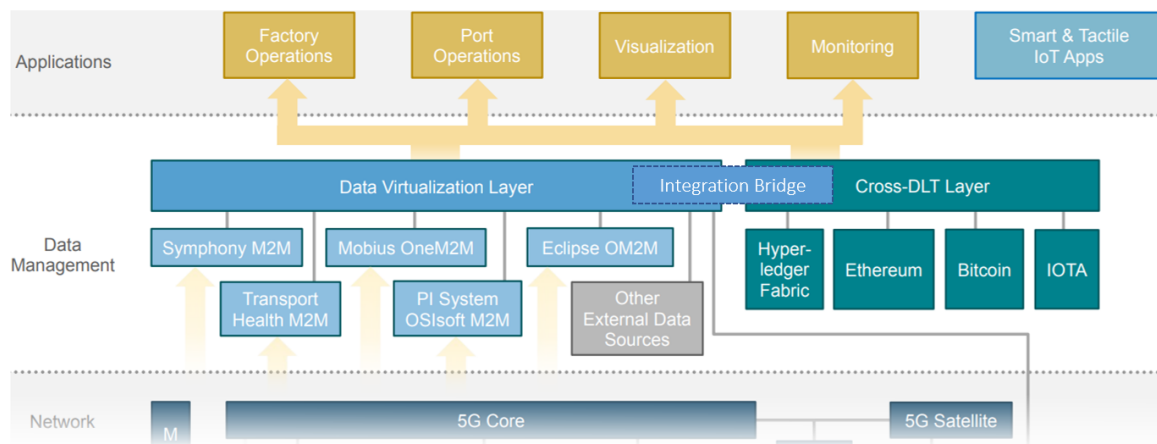 Applications
Factory
Operations
Port
Operations
Visualization
Monitoring
Smart & Tactile
IoT Apps
Data
Management
Data Virtualization Layer
Integration Bridge
Cross-DLT Layer
Symphony M2M
Mobius OneM2M
Eclipse OM2M
Hyper-
ledger
Fabric
Ethereum
Bitcoin
IOTA
Transport
Health M2M
PI System
OSIsoft M2M
Other
External Data
Sources
Network
M
5G Core
5G Satellite